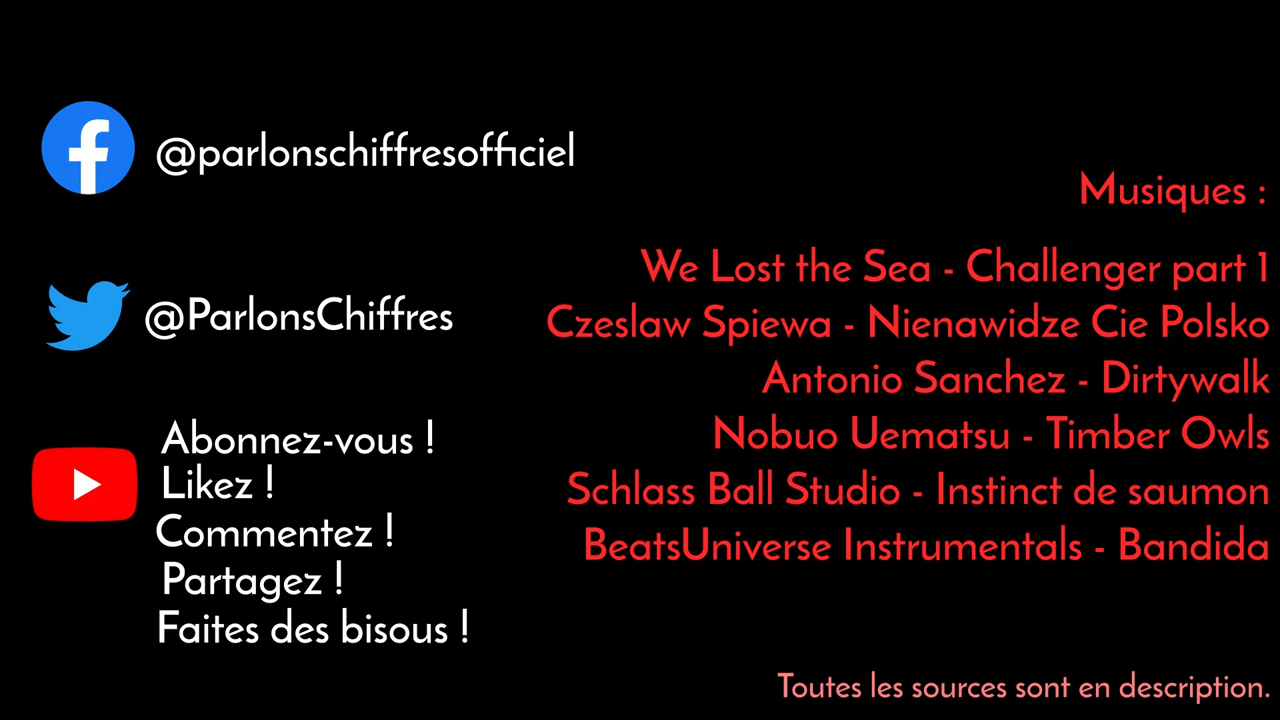 @parlonschiffresofficiel
@ParlonsChiffres
Abonnez-vous !
Likez !
Commentez !
Partagez !
Faites des bisous !
Musiques :
We Lost the Sea - Challenger part 1
Czeslaw Spiewa - Nienawidze Cie Polsko
Antonio Sanchez - Dirtywalk
Nobuo Uematsu - Timber Owls
Schlass Ball Studio - Instinct de saumon
BeatsUniverse Instrumentals - Bandida
Toutes les sources sont en description.